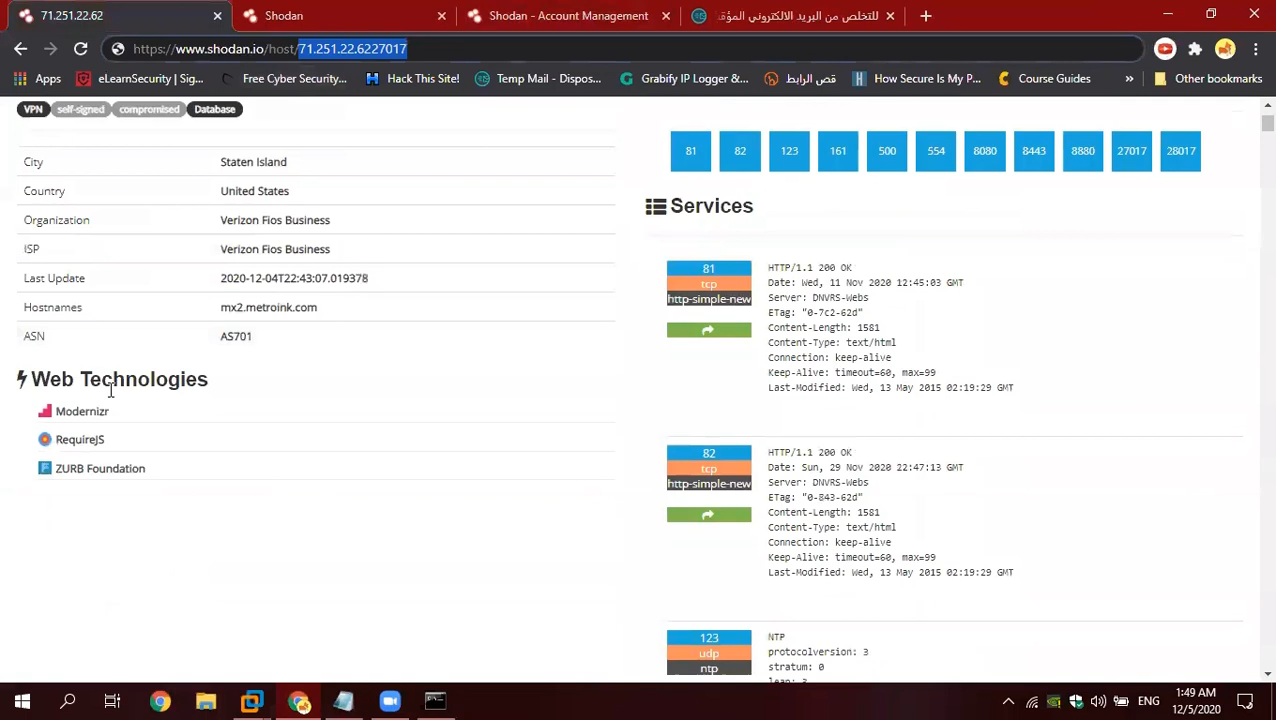 71.251.22.62
Shodan
Shodan - Account Management
للتخلص من البريد الالكتروني المؤقت
https://www.shodan.io/host/71.251.22.6227017
Apps
eLearnSecurity | Sig...
Free Cyber Security...
Hack This Site!
Temp Mail - Dispos...
Grabify IP Logger &...
قص الرابط
How Secure Is My P...
Course Guides
»
Other bookmarks
VPN self-signed compromised Database
City Staten Island
Country United States
Organization Verizon Fios Business
ISP Verizon Fios Business
Last Update 2020-12-04T22:43:07.019378
Hostnames mx2.metroink.com
ASN AS701
Web Technologies
Modernizr
RequireJS
ZURB Foundation
81 82 123 161 500 554 8080 8443 8880 27017 28017
Services
81
tcp
http-simple-new
HTTP/1.1 200 OK
Date: Wed, 11 Nov 2020 12:45:03 GMT
Server: DNVRS-Webs
ETag: "0-7c2-62d"
Content-Length: 1581
Content-Type: text/html
Connection: keep-alive
Keep-Alive: timeout=60, max=99
Last-Modified: Wed, 13 May 2015 02:19:29 GMT
82
tcp
http-simple-new
HTTP/1.1 200 OK
Date: Sun, 29 Nov 2020 22:47:13 GMT
Server: DNVRS-Webs
ETag: "0-843-62d"
Content-Length: 1581
Content-Type: text/html
Connection: keep-alive
Keep-Alive: timeout=60, max=99
Last-Modified: Wed, 13 May 2015 02:19:29 GMT
123
udp
ntp
NTP
protocolversion: 3
stratum: 0
leap: 3
ENG
1:49 AM
12/5/2020